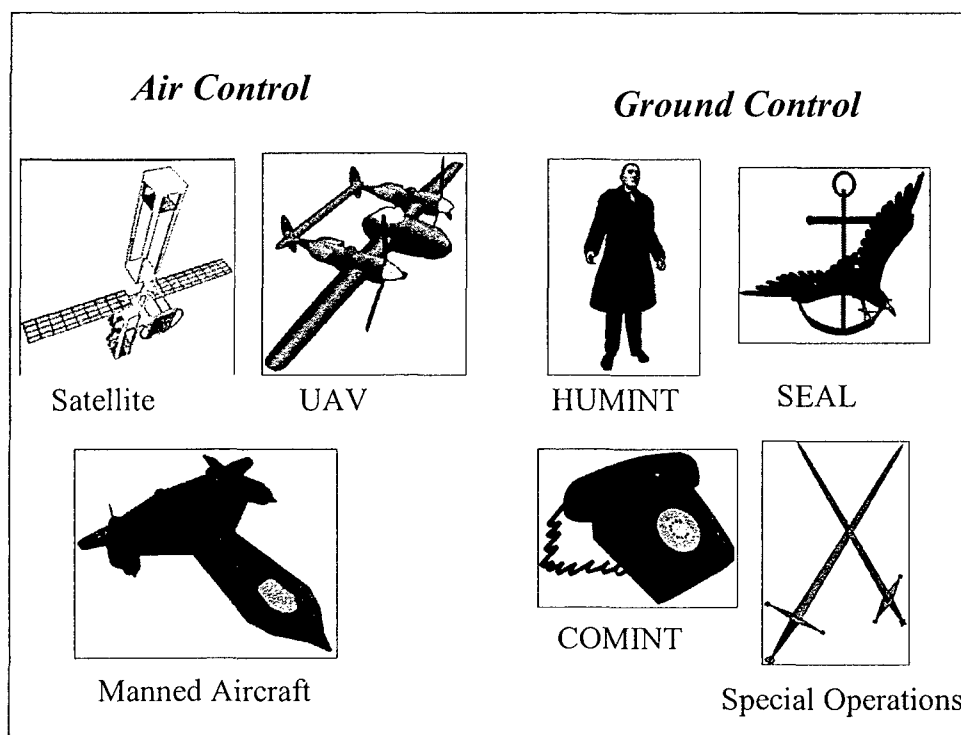 Air Control
Ground Control
Satellite
UAV
HUMINT
SEAL
Manned Aircraft
COMINT
Special Operations